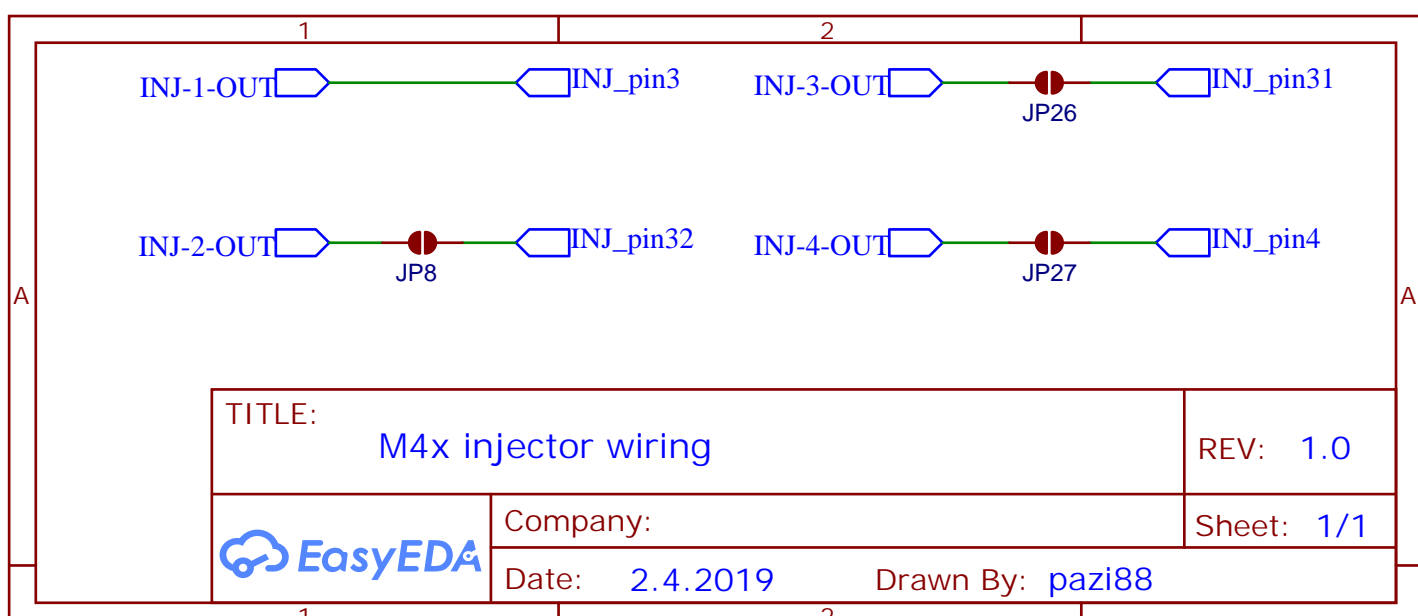 1 2
INJ-1-OUT INJ_pin3 INJ-3-OUT INJ_pin31
JP26
INJ-2-OUT INJ_pin32 INJ-4-OUT INJ_pin4
JP8 JP27
A A
TITLE:
M4x injector wiring
REV: 1.0
EasyEDA
Company:
Sheet: 1/1
Date: 2.4.2019 Drawn By: pazi88
1 2